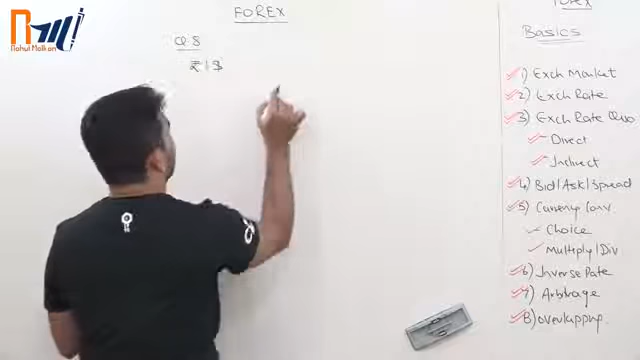 Rahul Malkan
FOREX
Q8
₹/$
Forex
Basics
1) Exch Market
2) Exch Rate
3) Exch Rate Quo
Direct
Indirect
4) Bid/Ask/Spread
5) Currency Conv
Choice
Multiply/Div
6) Inverse Rate
7) Arbitrage
8) overlapping